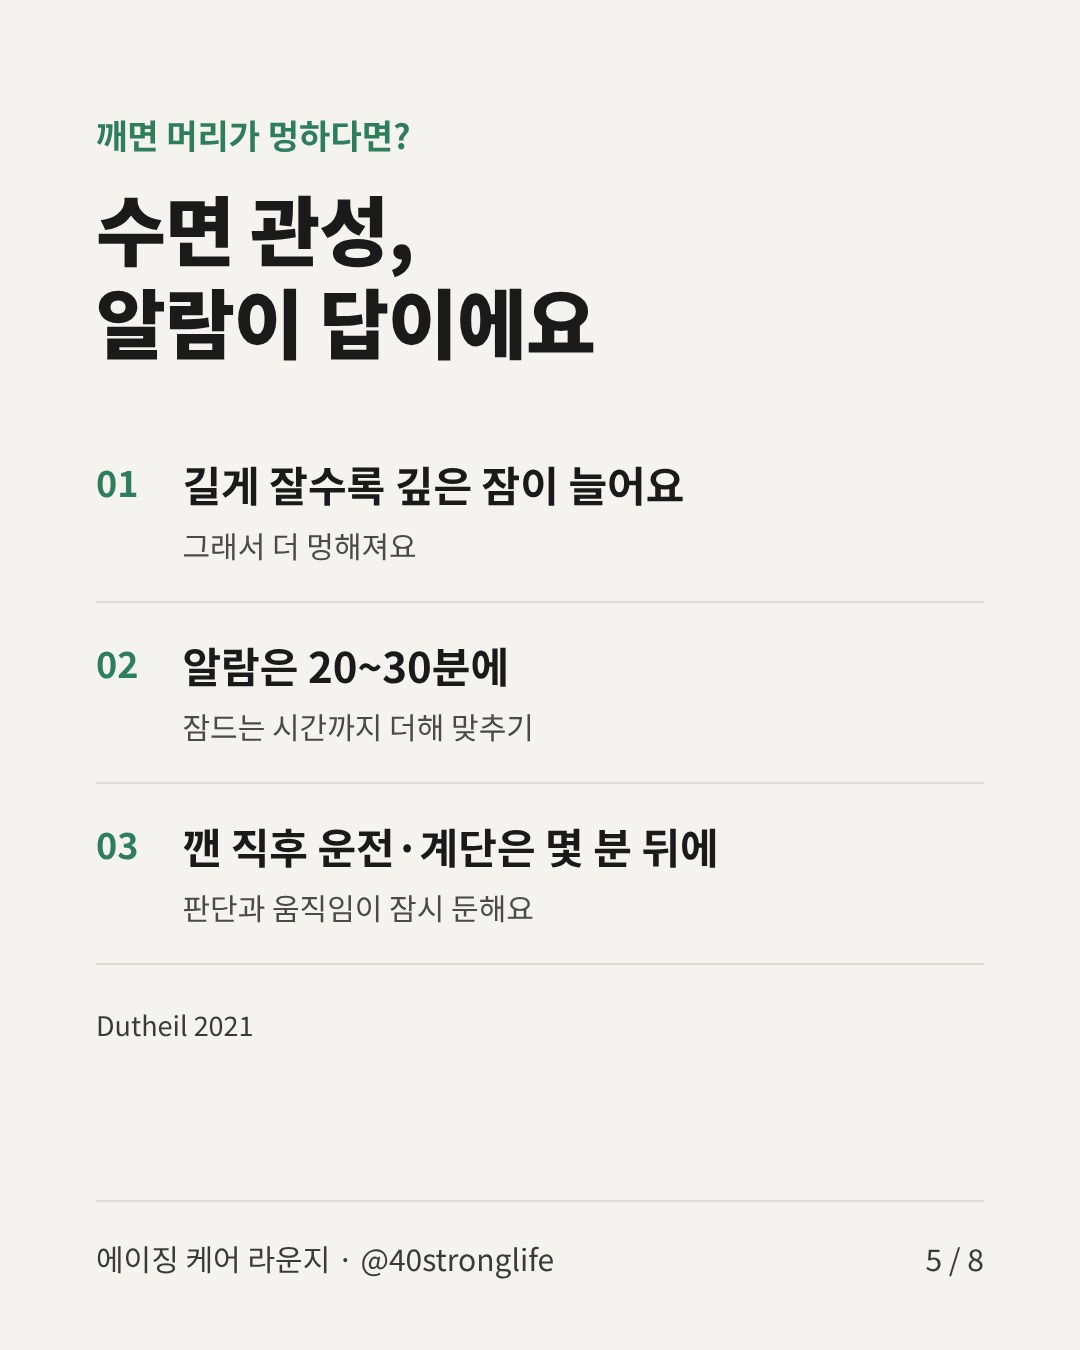 깨면 머리가 멍하다면?
수면 관성,
알람이 답이에요
01 길게 잘수록 깊은 잠이 늘어요
그래서 더 멍해져요
02 알람은 20~30분에
잠드는 시간까지 더해 맞추기
03 깬 직후 운전·계단은 몇 분 뒤에
판단과 움직임이 잠시 둔해요
Dutheil 2021
에이징 케어 라운지 · @40stronglife 5 / 8